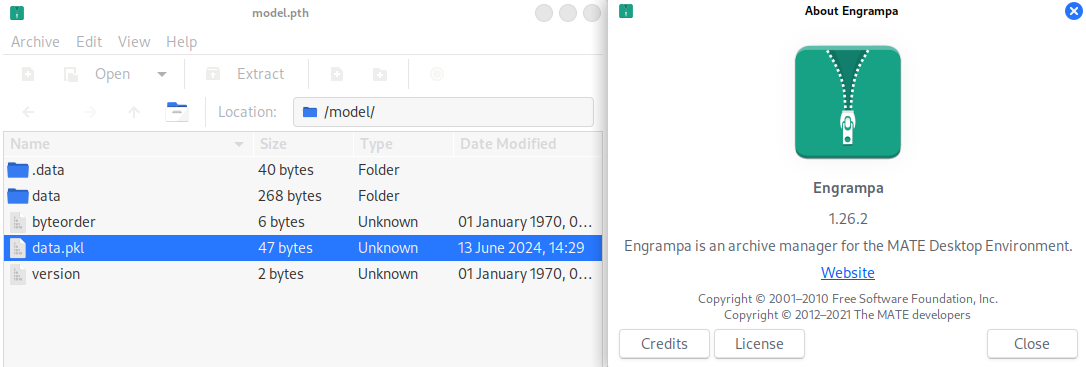 model.pth
Archive Edit View Help
Open Extract
Location: /model/
Name Size Type Date Modified
.data 40 bytes Folder
data 268 bytes Folder
byteorder 6 bytes Unknown 01 January 1970, 0...
data.pkl 47 bytes Unknown 13 June 2024, 14:29
version 2 bytes Unknown 01 January 1970, 0...
About Engrampa
Engrampa
1.26.2
Engrampa is an archive manager for the MATE Desktop Environment.
Website
Copyright © 2001–2010 Free Software Foundation, Inc.
Copyright © 2012–2021 The MATE developers
Credits License Close